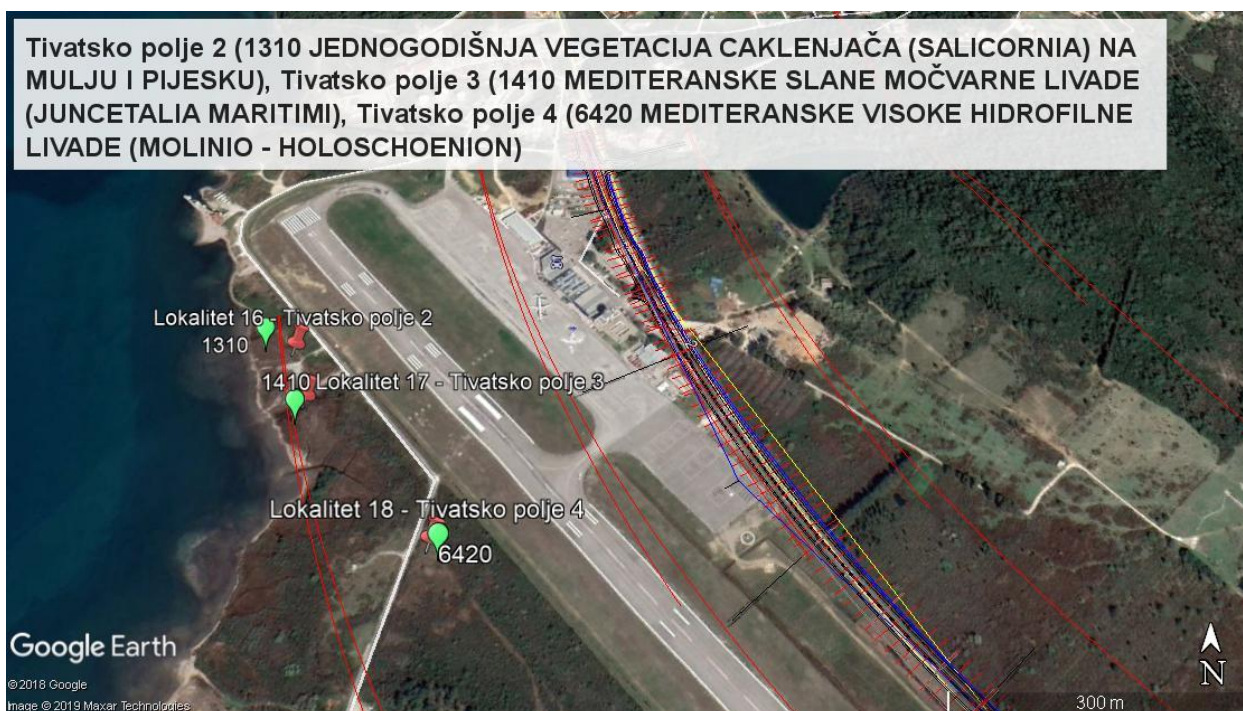 Tivatsko polje 2 (1310 JEDNOGODIŠNJA VEGETACIJA CAKLENJAČA (SALICORNIA) NA
MULJU I PIJESKU), Tivatsko polje 3 (1410 MEDITERANSKE SLANE MOČVARNE LIVADE
(JUNCETALIA MARITIMI), Tivatsko polje 4 (6420 MEDITERANSKE VISOKE HIDROFILNE
LIVADE (MOLINIO - HOLOSCHOENION)
Lokalitet 16 - Tivatsko polje 2
1310
1410 Lokalitet 17 - Tivatsko polje 3
Lokalitet 18 - Tivatsko polje 4
6420
Google Earth
©2018 Google
Image © 2019 Maxar Technologies
N
300 m